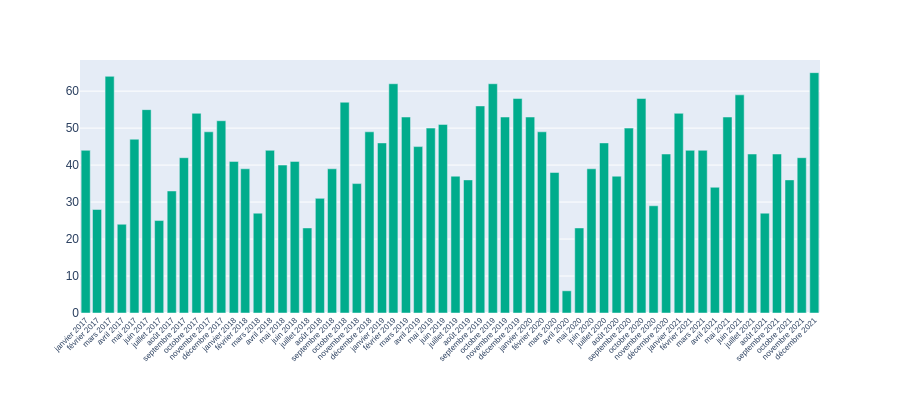 60
50
40
30
20
10
0
janvier 2017
février 2017
mars 2017
avril 2017
mai 2017
juin 2017
juillet 2017
août 2017
septembre 2017
octobre 2017
novembre 2017
décembre 2017
janvier 2018
février 2018
mars 2018
avril 2018
mai 2018
juin 2018
juillet 2018
août 2018
septembre 2018
octobre 2018
novembre 2018
décembre 2018
janvier 2019
février 2019
mars 2019
avril 2019
mai 2019
juin 2019
juillet 2019
août 2019
septembre 2019
octobre 2019
novembre 2019
décembre 2019
janvier 2020
février 2020
mars 2020
avril 2020
mai 2020
juin 2020
juillet 2020
août 2020
septembre 2020
octobre 2020
novembre 2020
décembre 2020
janvier 2021
février 2021
mars 2021
avril 2021
mai 2021
juin 2021
juillet 2021
août 2021
septembre 2021
octobre 2021
novembre 2021
décembre 2021